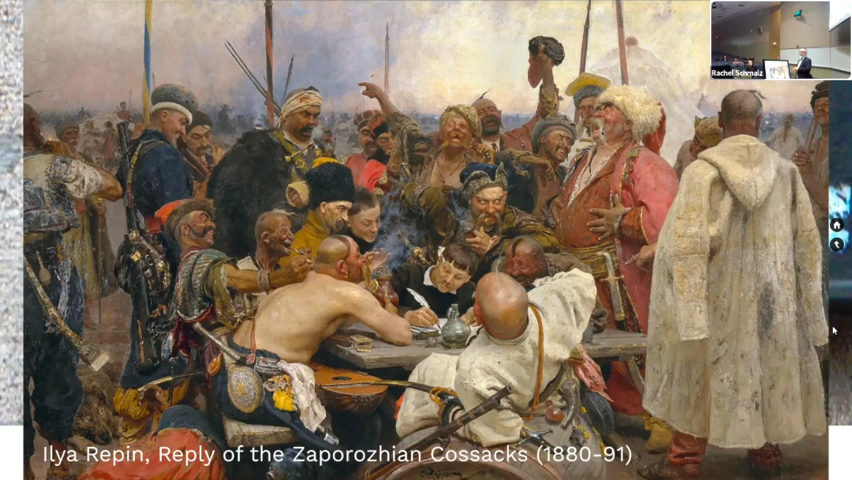 Rachel Schmalz
Ilya Repin, Reply of the Zaporozhian Cossacks (1880-91)